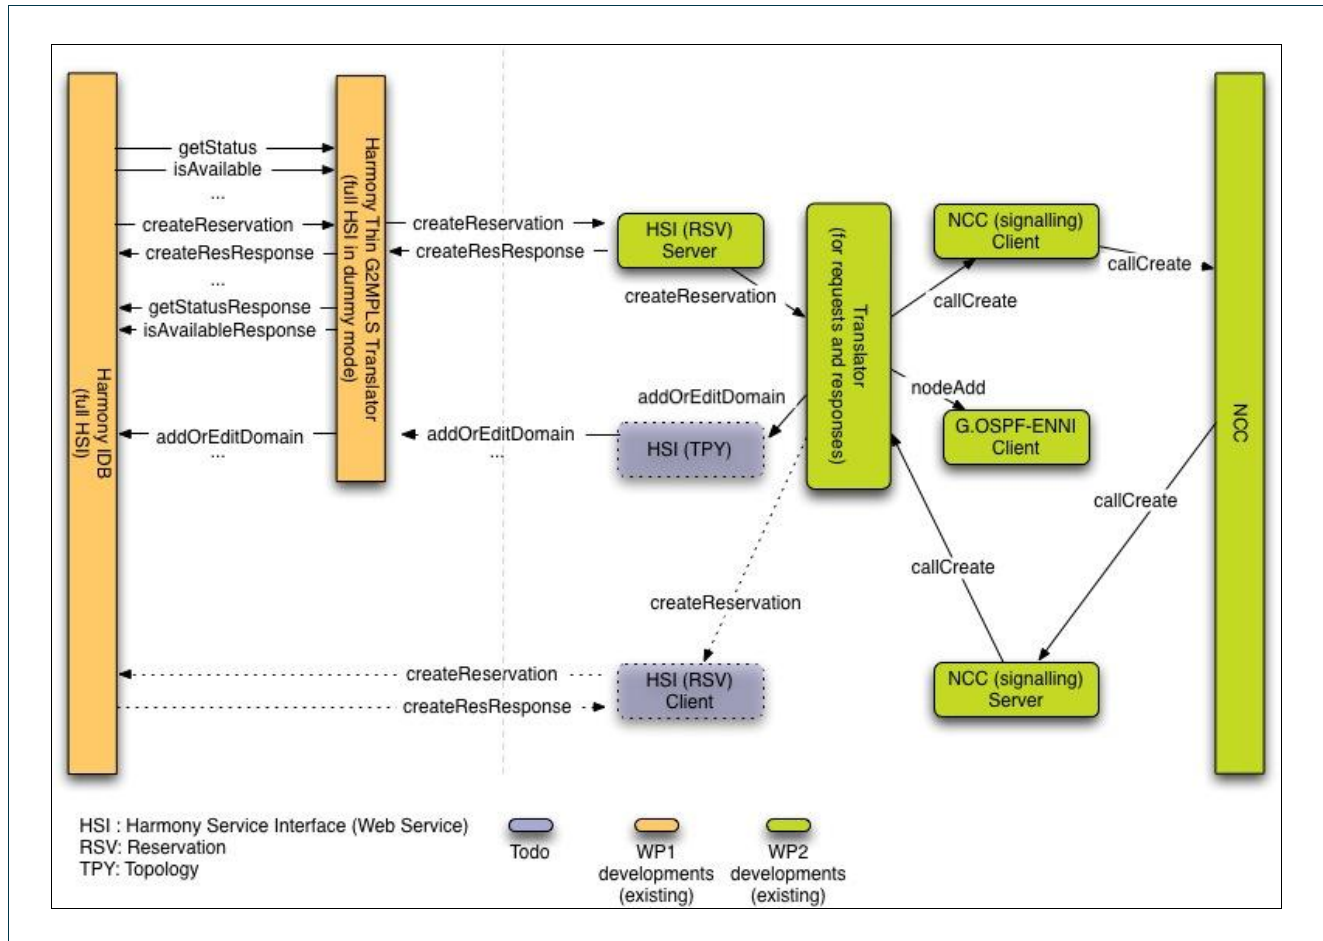 getStatus
isAvailable
...
createReservation
createResResponse
...
getStatusResponse
isAvailableResponse
addOrEditDomain
...
Harmony IDB
(full HSI)
Harmony Thin G2MPLS Translator
(full HSI in dummy mode)
createReservation
createResResponse
addOrEditDomain
...
HSI (RSV)
Server
createReservation
addOrEditDomain
HSI (TPY)
Translator
(for requests and responses)
NCC (signalling)
Client
callCreate
callCreate
nodeAdd
G.OSPF-ENNI
Client
NCC
callCreate
callCreate
createReservation
createReservation
createResResponse
HSI (RSV)
Client
NCC (signalling)
Server
HSI : Harmony Service Interface (Web Service)
RSV: Reservation
TPY: Topology
Todo
WP1
developments
(existing)
WP2
developments
(existing)